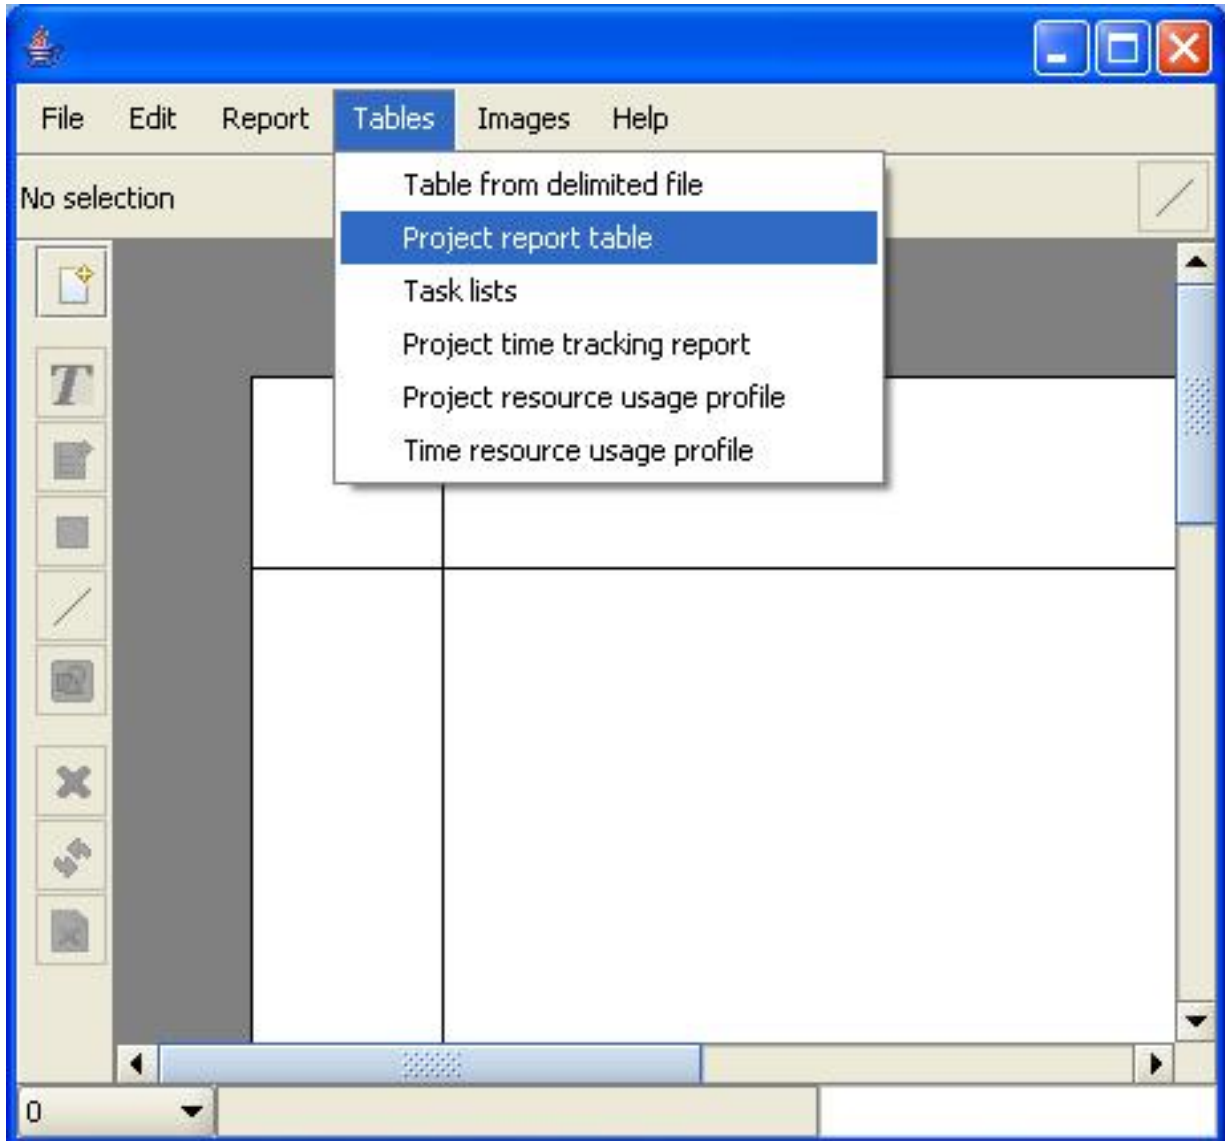 File Edit Report Tables Images Help
No selection
Table from delimited file
Project report table
Task lists
Project time tracking report
Project resource usage profile
Time resource usage profile
T
0